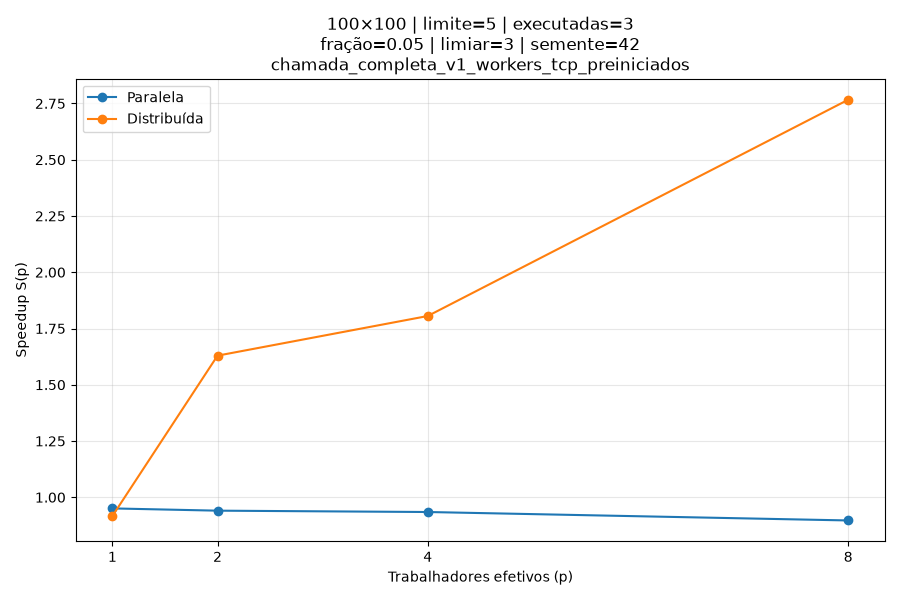 100×100 | limite=5 | executadas=3
fração=0.05 | limiar=3 | semente=42
chamada_completa_v1_workers_tcp_preiniciados
Paralela
Distribuída
2.75
2.50
2.25
2.00
1.75
1.50
1.25
1.00
Speedup S(p)
1
2
4
8
Trabalhadores efetivos (p)